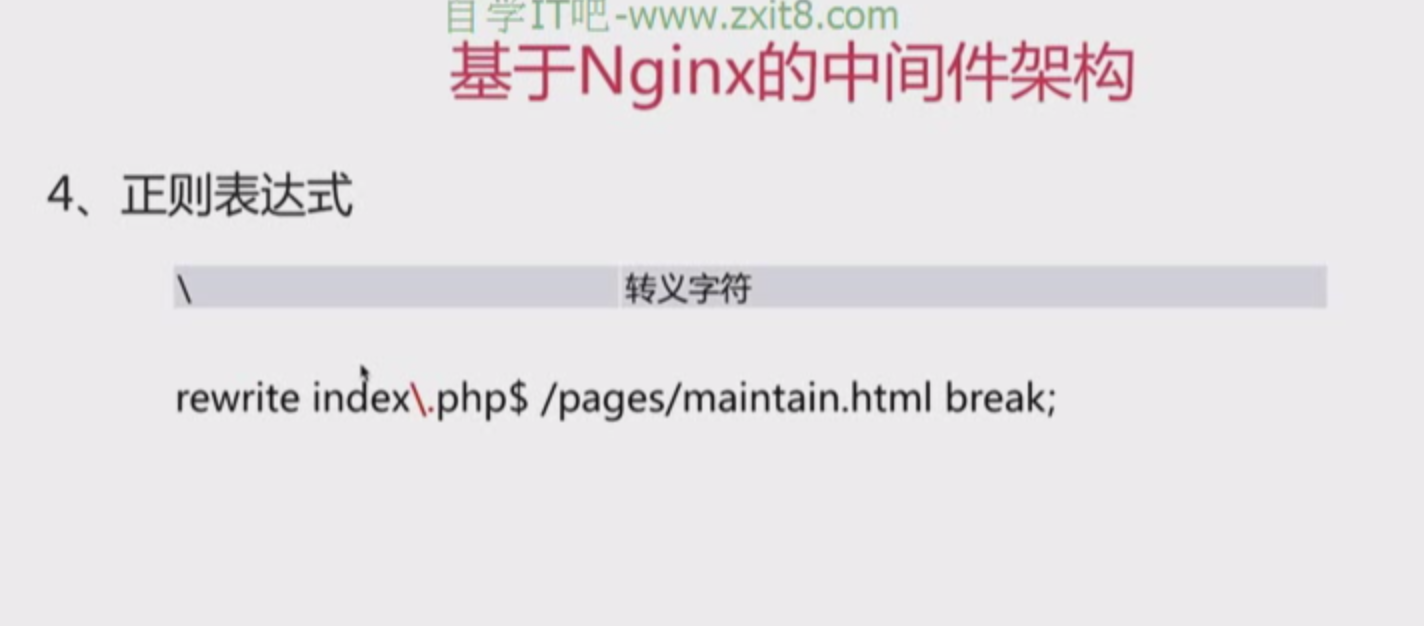 自学IT吧-www.zxit8.com
基于Nginx的中间件架构
4、正则表达式
\ 转义字符
rewrite index\.php$ /pages/maintain.html break;